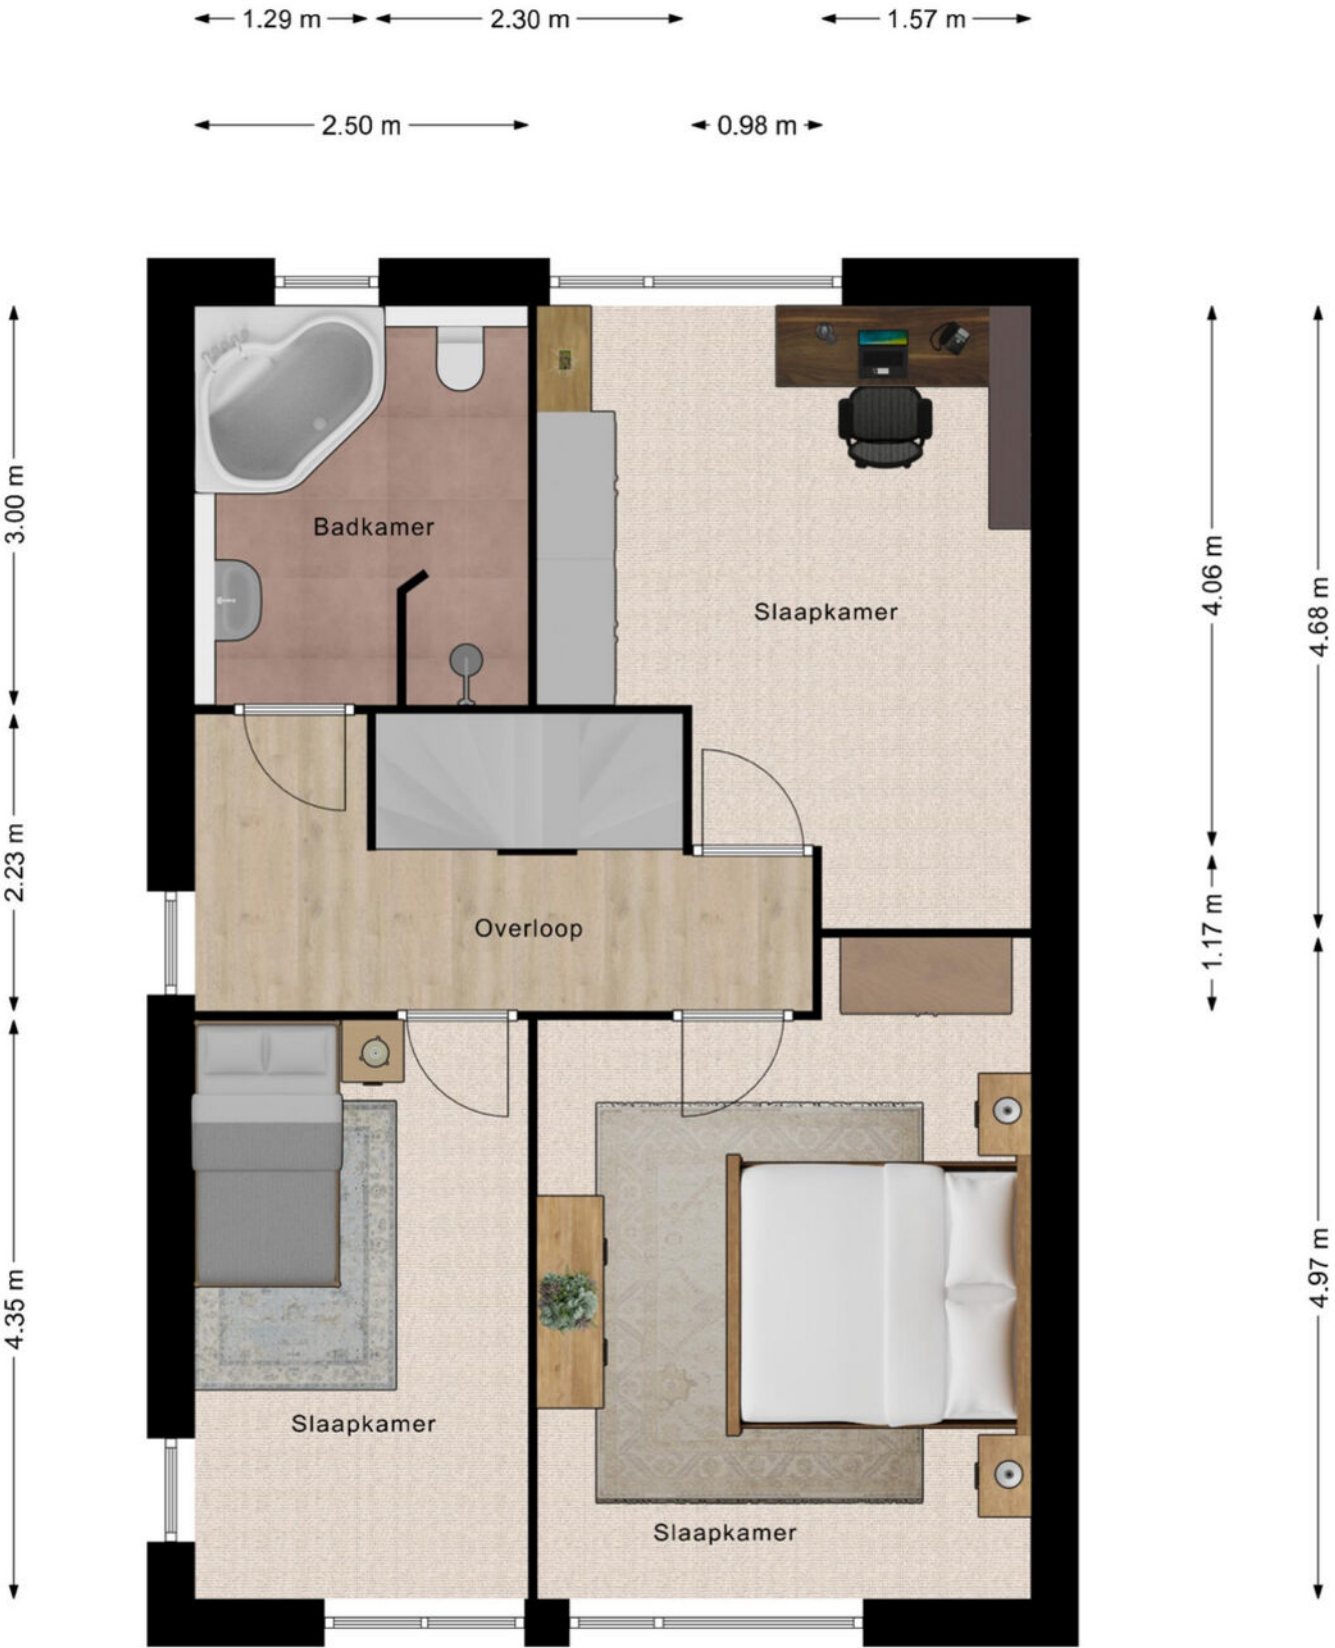 1.29 m
2.30 m
1.57 m
2.50 m
0.98 m
3.00 m
Badkamer
4.06 m
4.68 m
Slaapkamer
2.23 m
Overloop
1.17 m
4.35 m
4.97 m
Slaapkamer
Slaapkamer